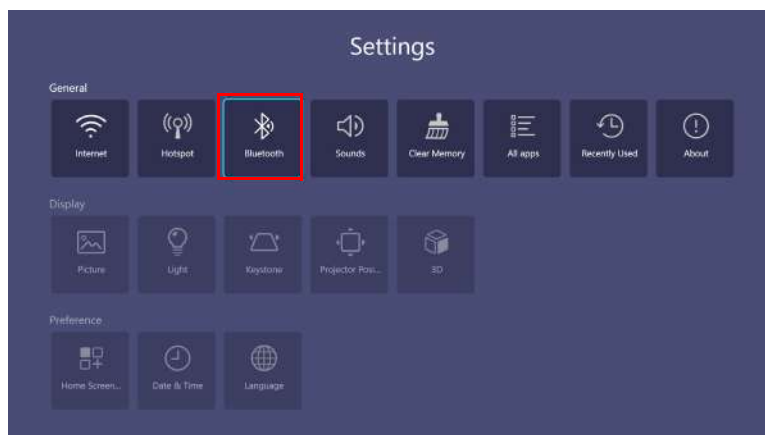 Settings
General
Internet Hotspot Bluetooth Sounds Clear Memory All apps Recently Used About
Display
Picture Light Keystone Projector Posi... 3D
Preference
Home Screen... Date & Time Language